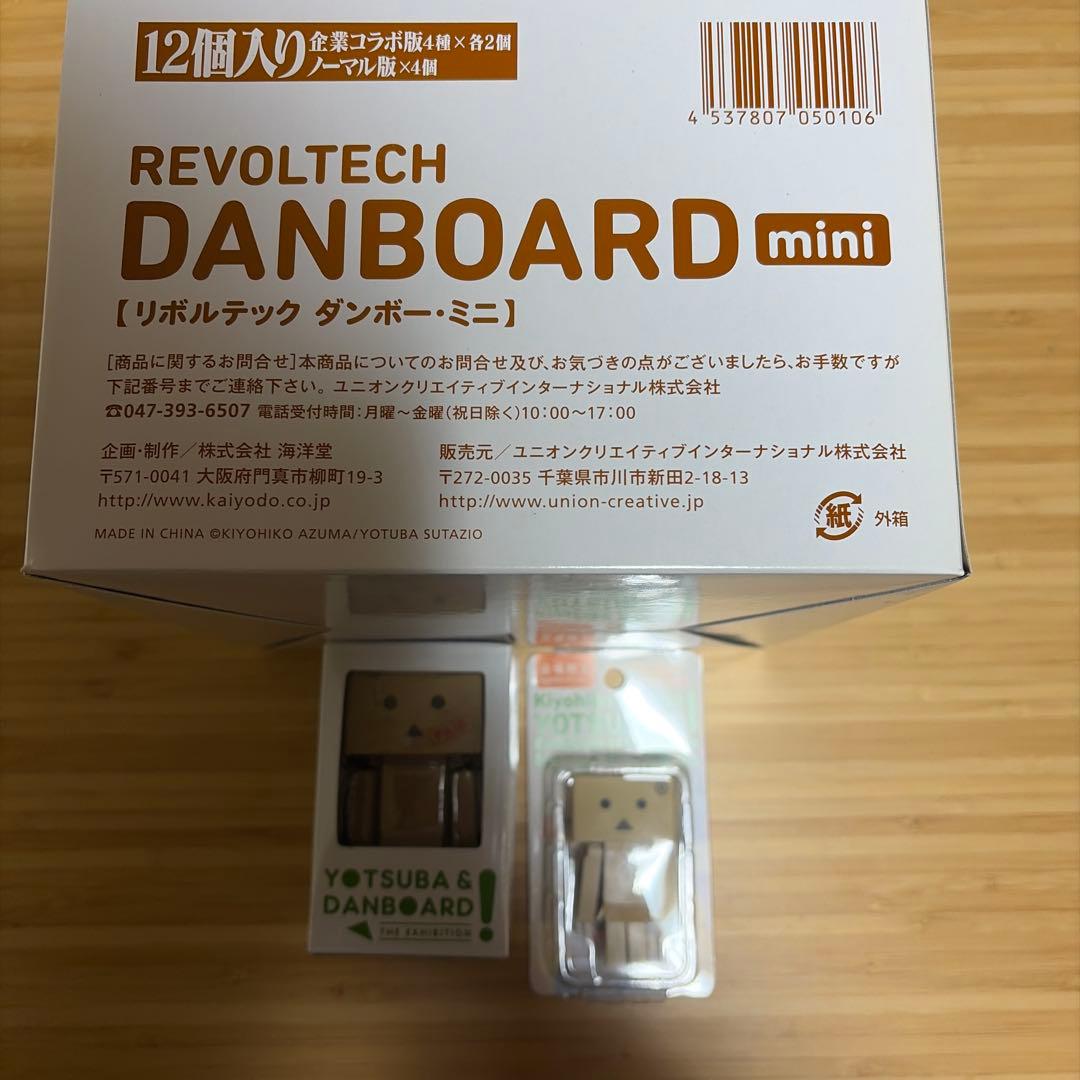 12個入り 企業コラボ版4種×各2個
ノーマル版×4個
4 537807 050106
REVOLTECH
DANBOARD mini
【リボルテック ダンボー・ミニ】
[商品に関するお問合せ]本商品についてのお問合せ及び、お気づきの点がございましたら、お手数ですが
下記番号までご連絡下さい。ユニオンクリエイティブインターナショナル株式会社
☎047-393-6507 電話受付時間：月曜～金曜(祝日除く)10：00～17：00
企画・制作／株式会社 海洋堂
〒571-0041 大阪府門真市柳町19-3
http://www.kaiyodo.co.jp
販売元／ユニオンクリエイティブインターナショナル株式会社
〒272-0035 千葉県市川市新田2-18-13
http://www.union-creative.jp
紙 外箱
MADE IN CHINA ©KIYOHIKO AZUMA/YOTUBA SUTAZIO
YOTSUBA &
DANBOARD!
THE EXHIBITION